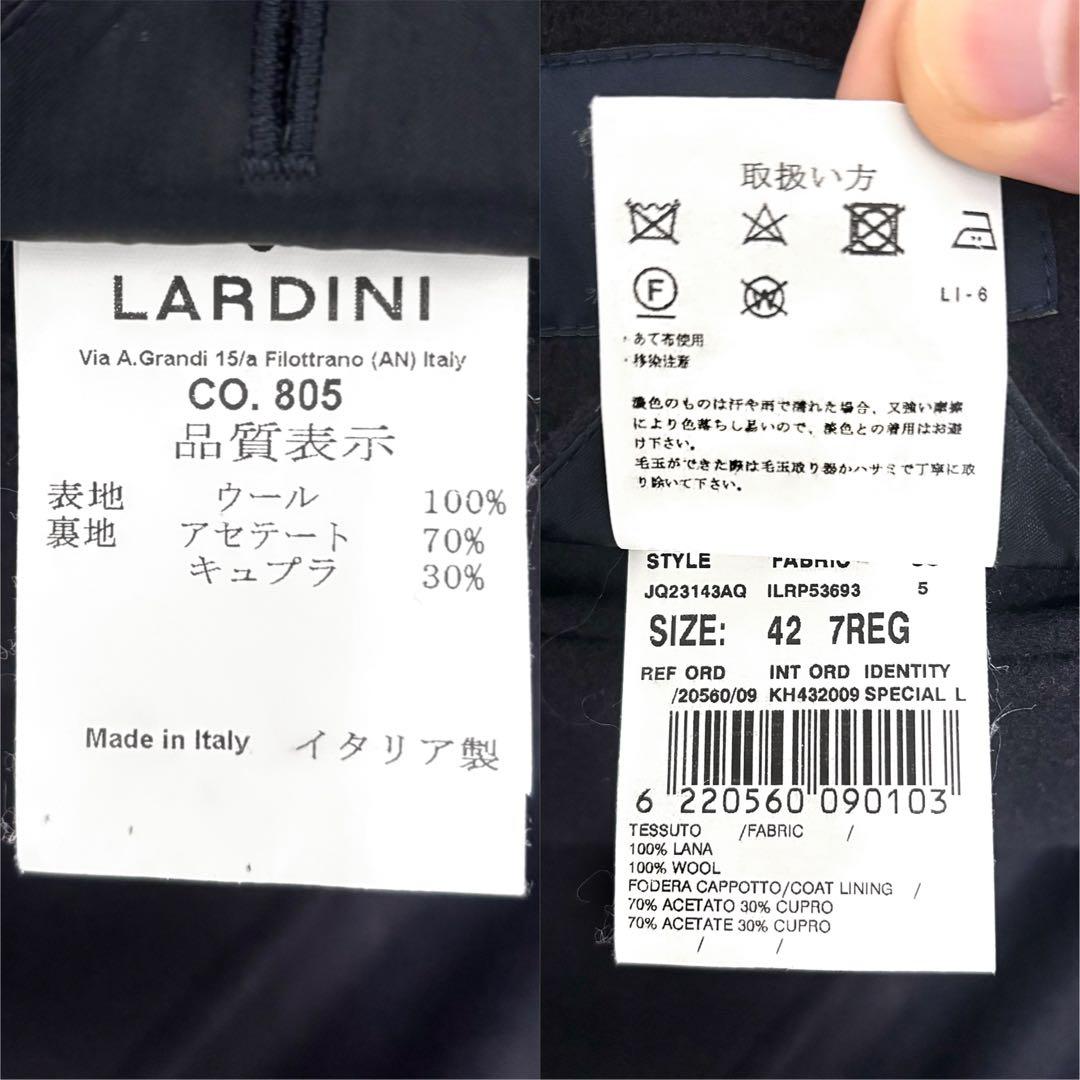 LARDINI
Via A.Grandi 15/a Filottrano (AN) Italy
CO. 805
品質表示
表地 ウール 100%
裏地 アセテート 70%
キュプラ 30%
Made in Italy イタリア製
取扱い方
F W LI-6
・あて布使用
・移染注意
濃色のものは汗や雨で濡れた場合、又強い摩擦
により色落ちし易いので、淡色との着用はお避
け下さい。
毛玉ができた際は毛玉取り器かハサミで丁寧に取
り除いて下さい。
STYLE FABRIC
JQ23143AQ ILRP53693 5
SIZE: 42 7REG
REF ORD INT ORD IDENTITY
/20560/09 KH432009 SPECIAL L
6 220560 090103
TESSUTO /FABRIC /
100% LANA
100% WOOL
FODERA CAPPOTTO/COAT LINING /
70% ACETATO 30% CUPRO
70% ACETATE 30% CUPRO
/ /